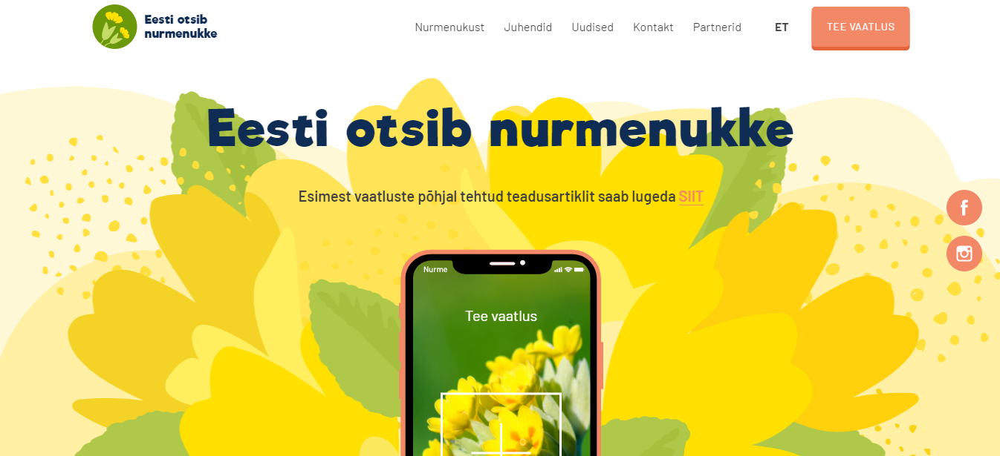 Eesti otsib
nurmenukke
Nurmenukust Juhendid Uudised Kontakt Partnerid ET TEE VAATLUS
Eesti otsib nurmenukke
Esimest vaatluste põhjal tehtud teadusartiklit saab lugeda SIIT
Nurme
Tee vaatlus